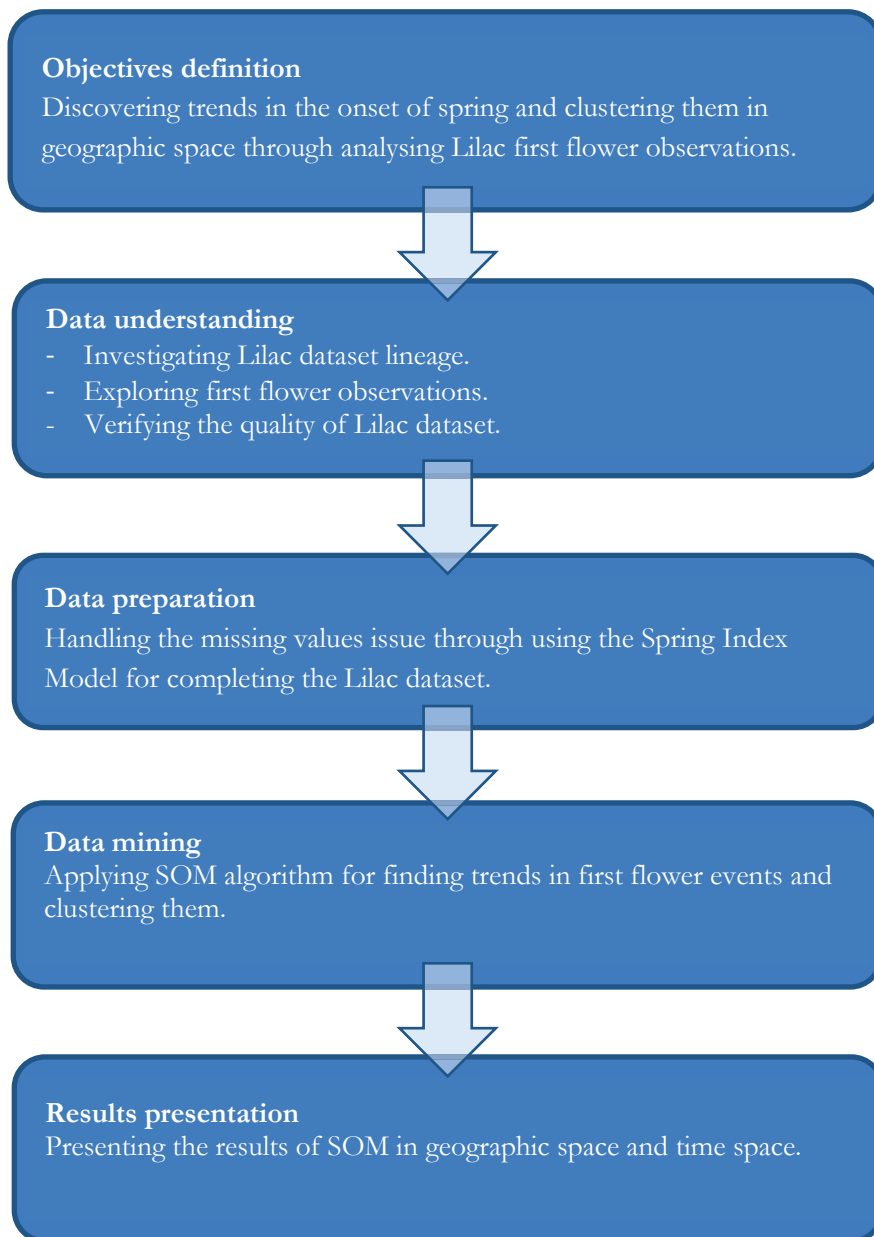 Objectives definition
Discovering trends in the onset of spring and clustering them in
geographic space through analysing Lilac first flower observations.
Data understanding
- Investigating Lilac dataset lineage.
- Exploring first flower observations.
- Verifying the quality of Lilac dataset.
Data preparation
Handling the missing values issue through using the Spring Index
Model for completing the Lilac dataset.
Data mining
Applying SOM algorithm for finding trends in first flower events and
clustering them.
Results presentation
Presenting the results of SOM in geographic space and time space.